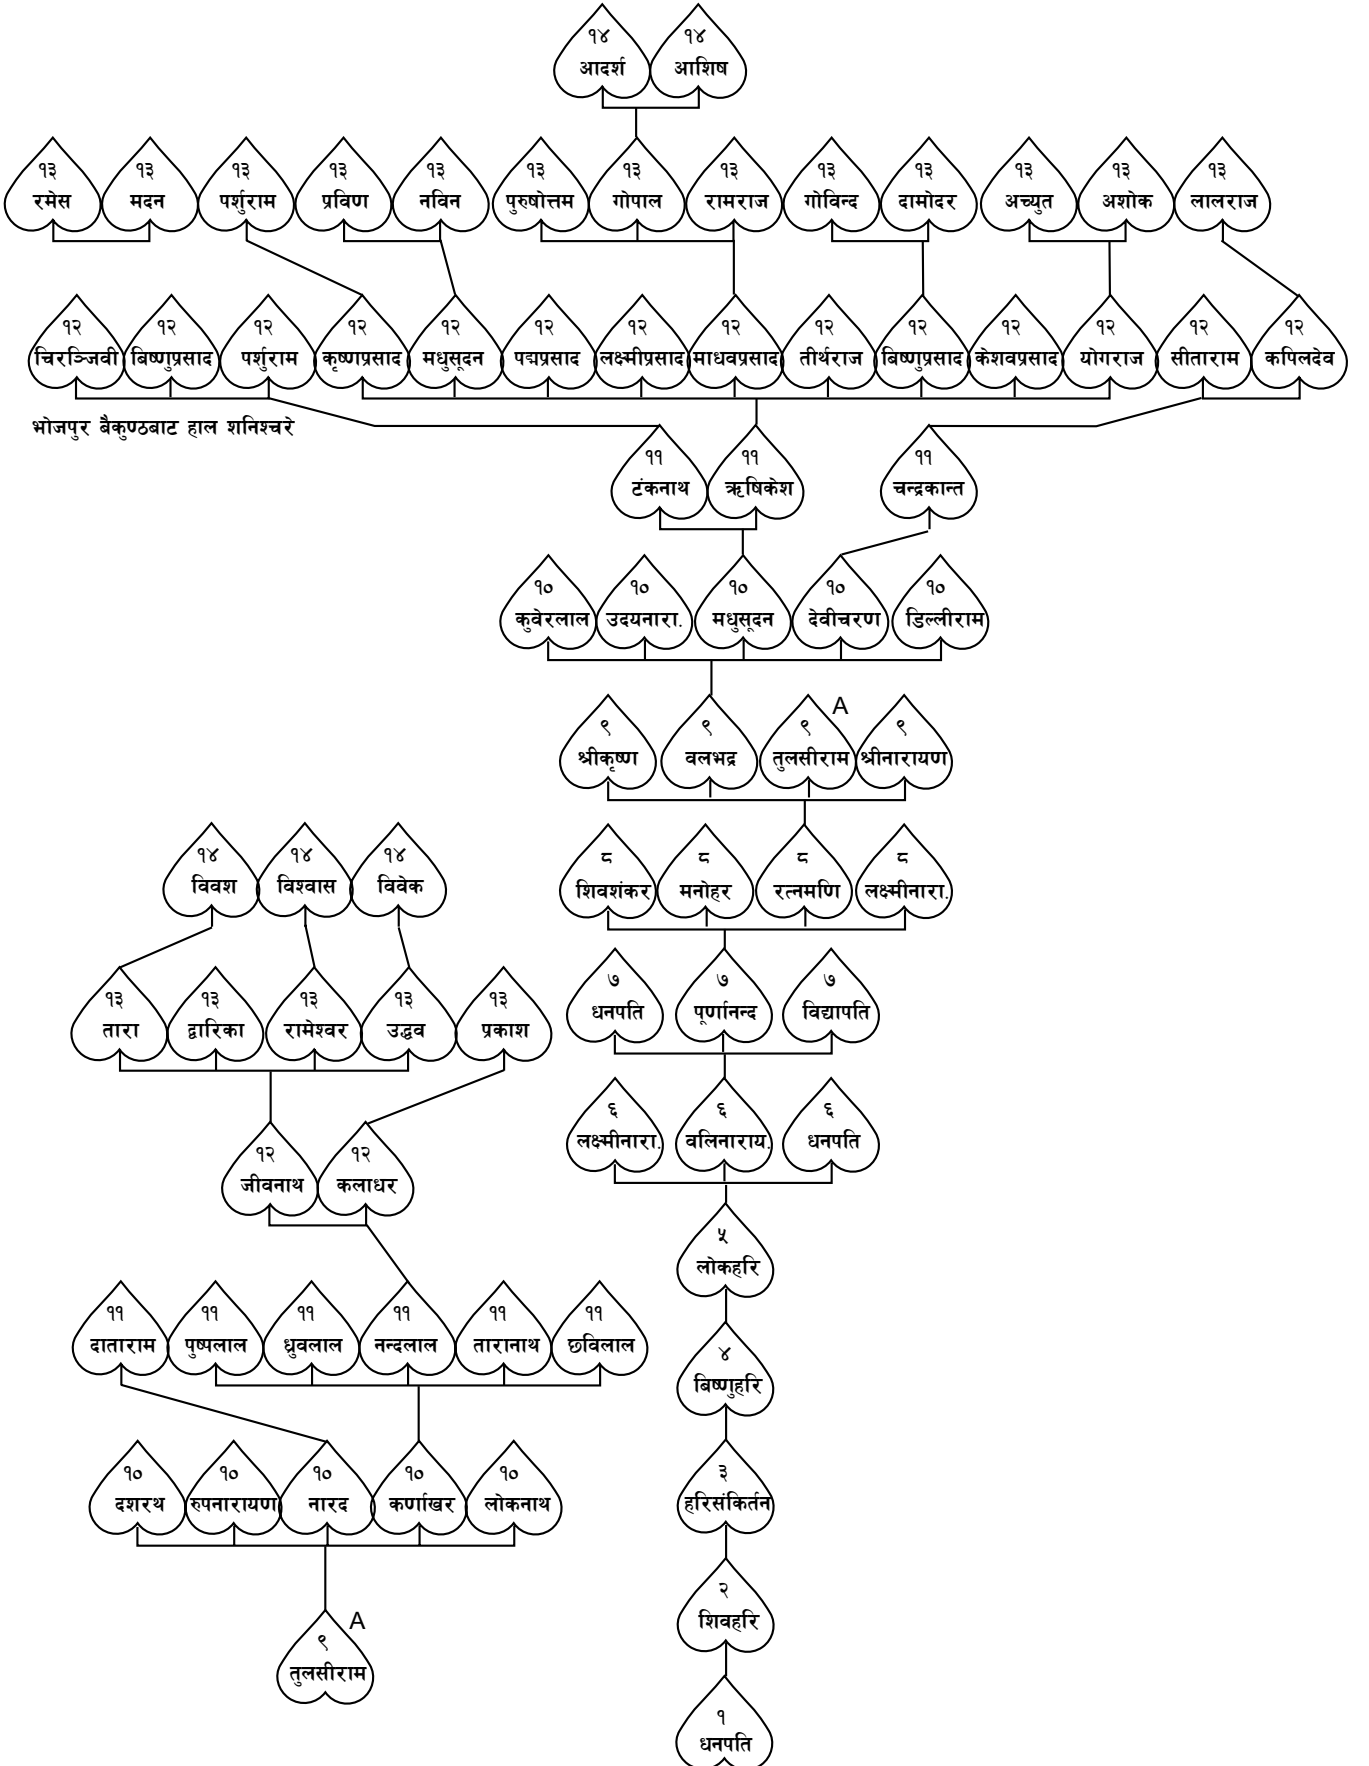 १४ १४
आदर्श आशिष
१३ १३ १३ १३ १३ १३ १३ १३ १३ १३ १३ १३ १३
रमेस मदन पर्शुराम प्रविण नविन पुरुषोत्तम गोपाल रामराज गोविन्द दामोदर अच्युत अशोक लालराज
१२ १२ १२ १२ १२ १२ १२ १२ १२ १२ १२ १२ १२ १२
चिरञ्जिवी बिष्णुप्रसाद पर्शुराम कृष्णप्रसाद मधुसूदन पद्मप्रसाद लक्ष्मीप्रसाद माधवप्रसाद तीर्थराज बिष्णुप्रसाद केशवप्रसाद योगराज सीताराम कपिलदेव
भोजपुर बैकुण्ठबाट हाल शनिश्चरे
११ ११ ११
टंकनाथ ऋषिकेश चन्द्रकान्त
१० १० १० १० १०
कुवेरलाल उदयनारा. मधुसूदन देवीचरण डिल्लीराम
A
९ ९ ९ ९
श्रीकृष्ण वलभद्र तुलसीराम श्रीनारायण
१४ १४ १४ ८ ८ ८ ८
विवश विश्वास विवेक शिवशंकर मनोहर रत्नमणि लक्ष्मीनारा.
१३ १३ १३ १३ १३ ७ ७ ७
तारा द्वारिका रामेश्वर उद्धव प्रकाश धनपति पूर्णानन्द विद्यापति
६ ६ ६
लक्ष्मीनारा. वलिनाराय. धनपति
१२ १२
जीवनाथ कलाधर
५
लोकहरि
११ ११ ११ ११ ११ ११
दाताराम पुष्पलाल ध्रुवलाल नन्दलाल तारानाथ छविलाल
४
बिष्णुहरि
१० १० १० १० १० ३
दशरथ रुपनारायण नारद कर्णाखर लोकनाथ हरिसंकिर्तन
२
शिवहरि
A
९
तुलसीराम
१
धनपति